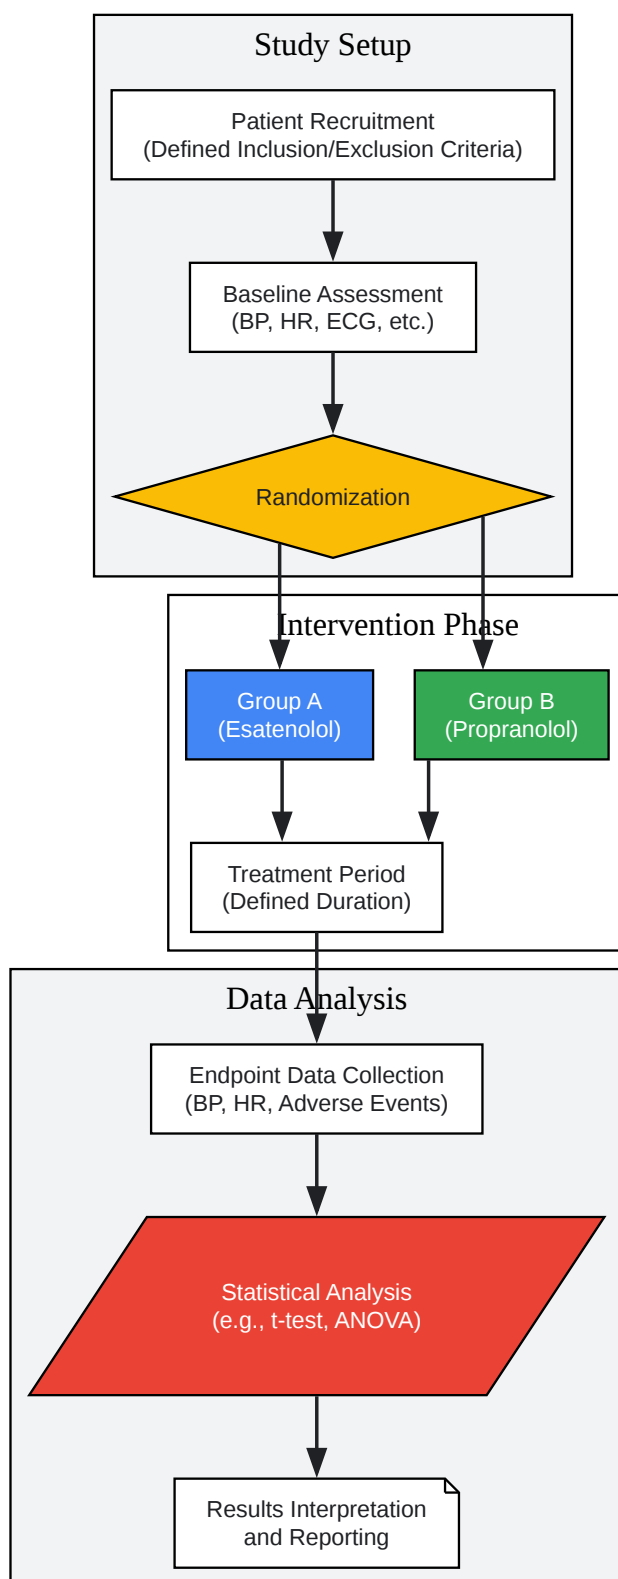 Study Setup
Patient Recruitment
(Defined Inclusion/Exclusion Criteria)
Baseline Assessment
(BP, HR, ECG, etc.)
Randomization
Intervention Phase
Group A
(Esatenolol)
Group B
(Propranolol)
Treatment Period
(Defined Duration)
Data Analysis
Endpoint Data Collection
(BP, HR, Adverse Events)
Statistical Analysis
(e.g., t-test, ANOVA)
Results Interpretation
and Reporting